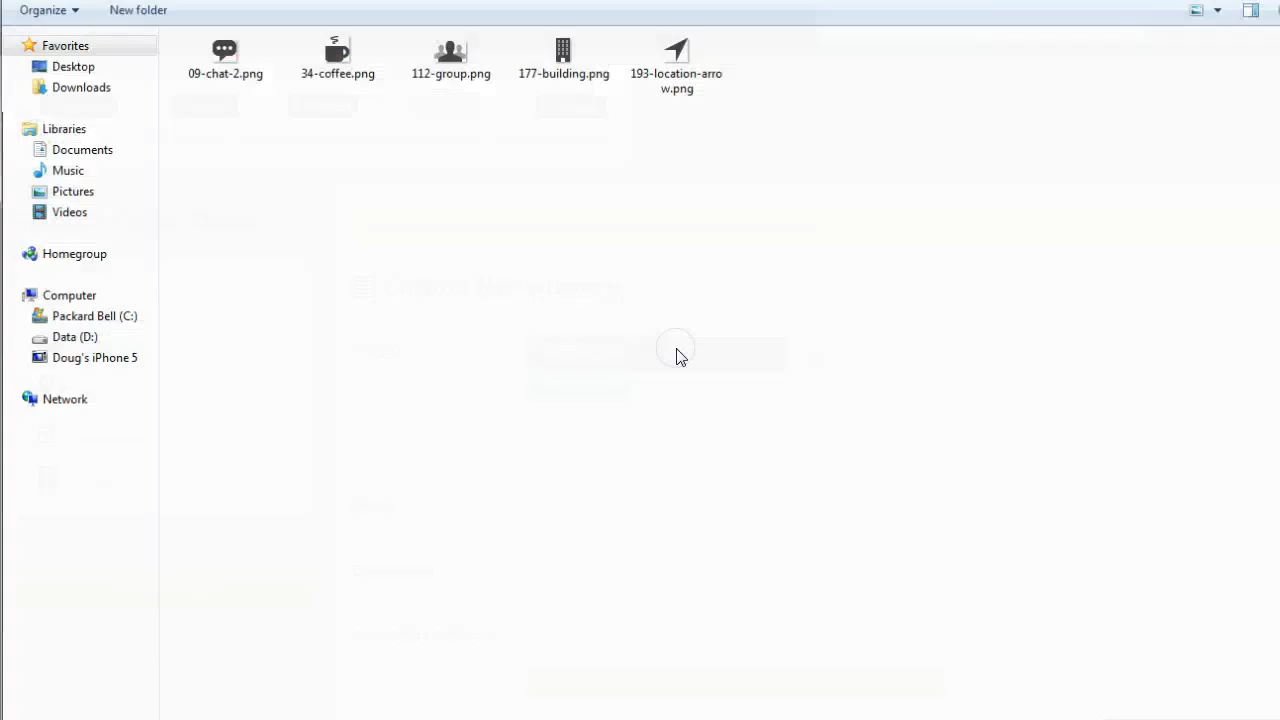 Organize
New folder
Favorites
Desktop
Downloads
Libraries
Documents
Music
Pictures
Videos
Homegroup
Computer
Packard Bell (C:)
Data (D:)
Doug's iPhone 5
Network
09-chat-2.png
34-coffee.png
112-group.png
177-building.png
193-location-arro
w.png